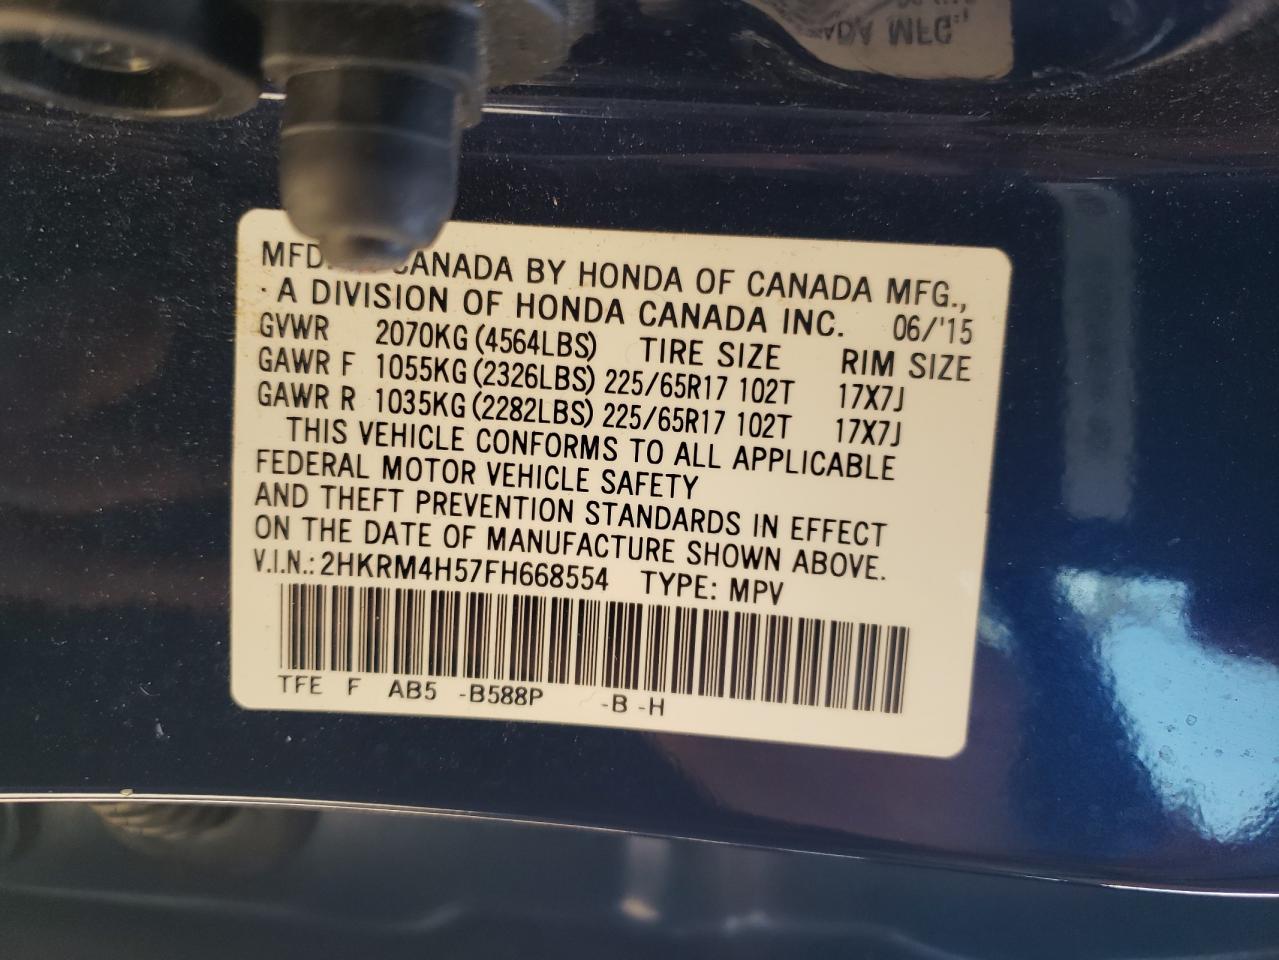 MFD. CANADA BY HONDA OF CANADA MFG.,
A DIVISION OF HONDA CANADA INC. 06/'15
GVWR 2070KG (4564LBS) TIRE SIZE RIM SIZE
GAWR F 1055KG (2326LBS) 225/65R17 102T 17X7J
GAWR R 1035KG (2282LBS) 225/65R17 102T 17X7J
THIS VEHICLE CONFORMS TO ALL APPLICABLE
FEDERAL MOTOR VEHICLE SAFETY
AND THEFT PREVENTION STANDARDS IN EFFECT
ON THE DATE OF MANUFACTURE SHOWN ABOVE.
V.I.N.: 2HKRM4H57FH668554 TYPE: MPV
TFE F AB5 -B588P -B -H